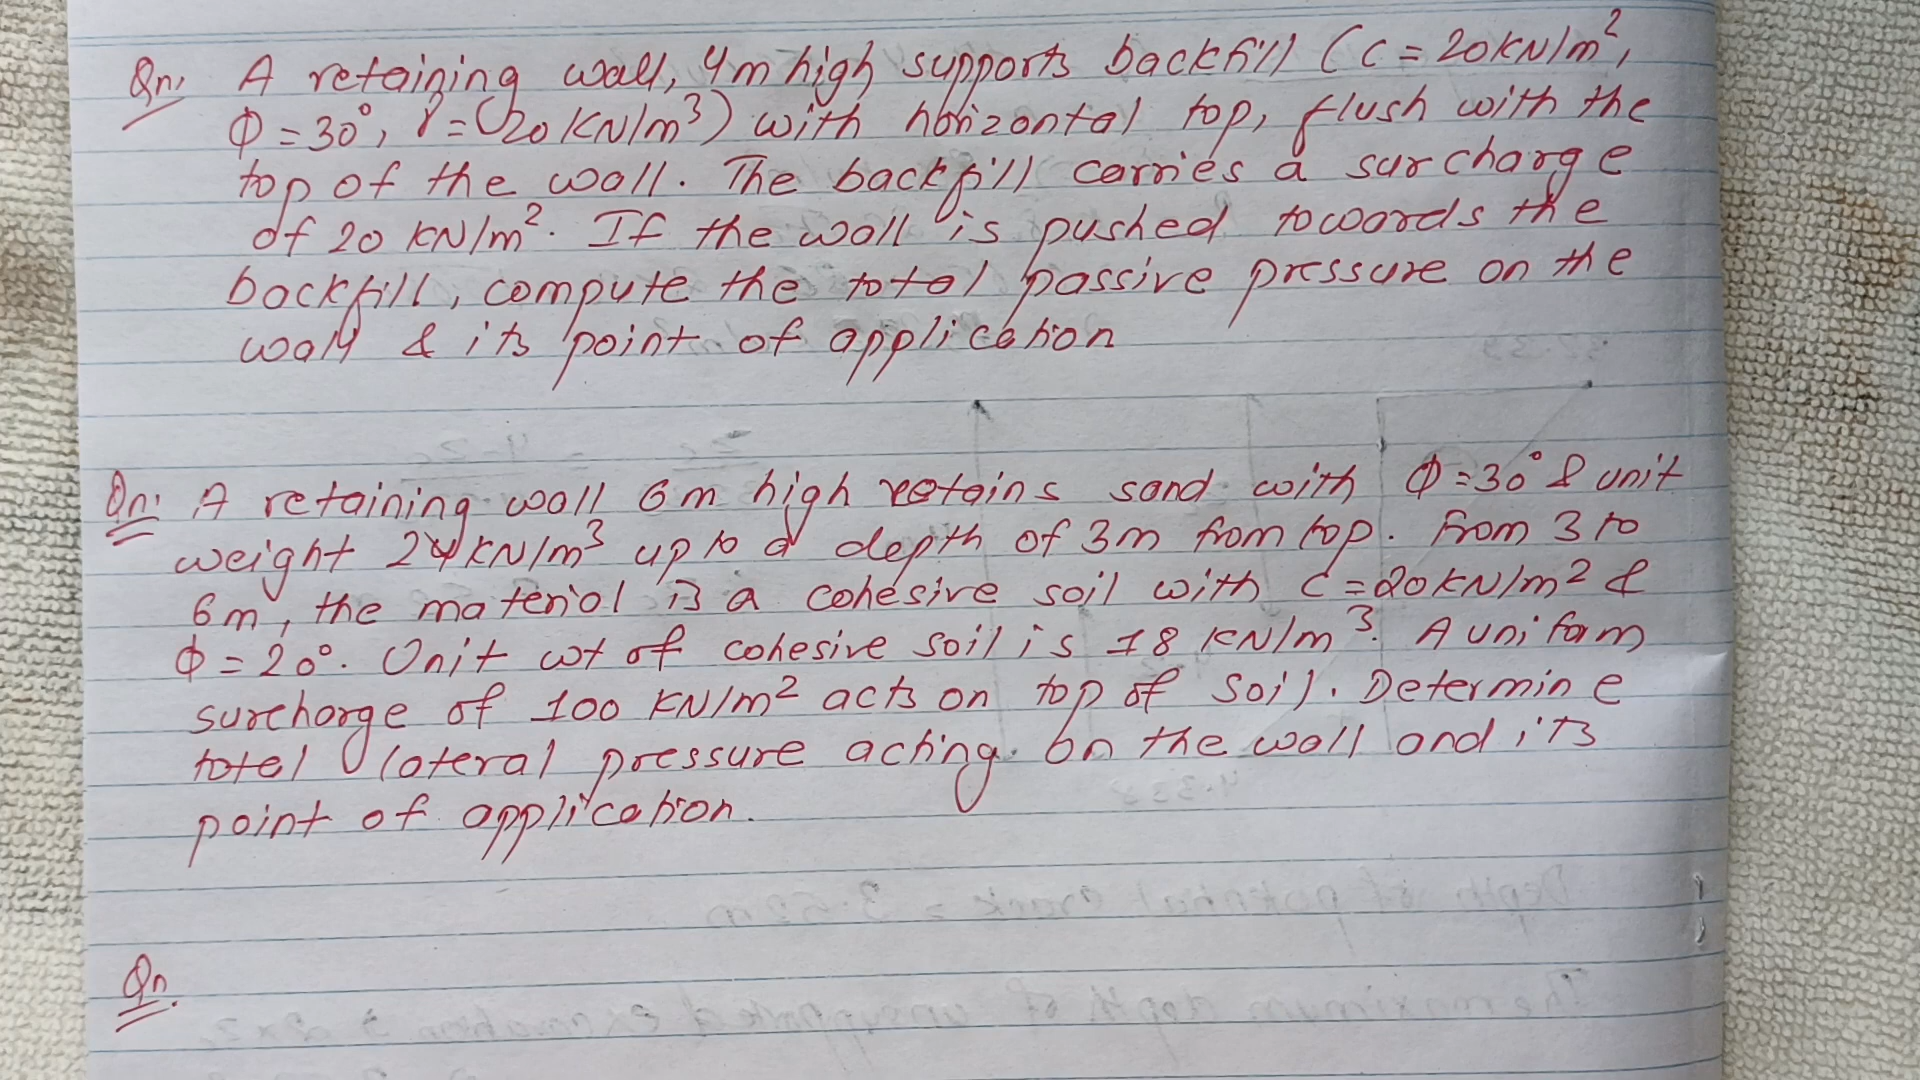 Qn: A retaining wall, 4m high supports backfill (C = 20KN/m²,
Φ = 30°, γ = 20 KN/m³) with horizontal top, flush with the
top of the wall. The backfill carries a surcharge
of 20 KN/m². If the wall is pushed towards the
backfill, compute the total passive pressure on the
wall & its point of application
Qn: A retaining wall 6m high retains sand with Φ = 30° & unit
weight 24KN/m³ up to a depth of 3m from top. From 3 to
6m, the material is a cohesive soil with C = 20KN/m² &
Φ = 20°. Unit wt of cohesive soil is 18 KN/m³. A uniform
surcharge of 100 KN/m² acts on top of soil. Determine
total lateral pressure acting on the wall and its
point of application.
Qn.